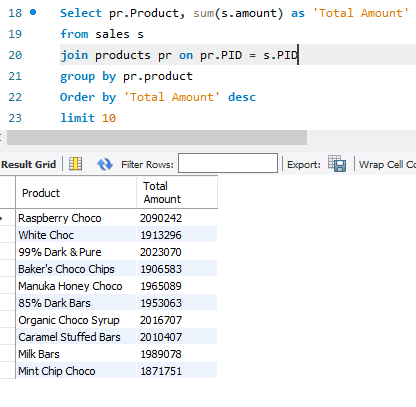 18 Select pr.Product, sum(s.amount) as 'Total Amount'
19 from sales s
20 join products pr on pr.PID = s.PID
21 group by pr.product
22 Order by 'Total Amount' desc
23 limit 10
Result Grid Filter Rows: Export: Wrap Cell Co
Product Total Amount
Raspberry Choco 2090242
White Choc 1913296
99% Dark & Pure 2023070
Baker's Choco Chips 1906583
Manuka Honey Choco 1965089
85% Dark Bars 1953063
Organic Choco Syrup 2016707
Caramel Stuffed Bars 2010407
Milk Bars 1989078
Mint Chip Choco 1871751